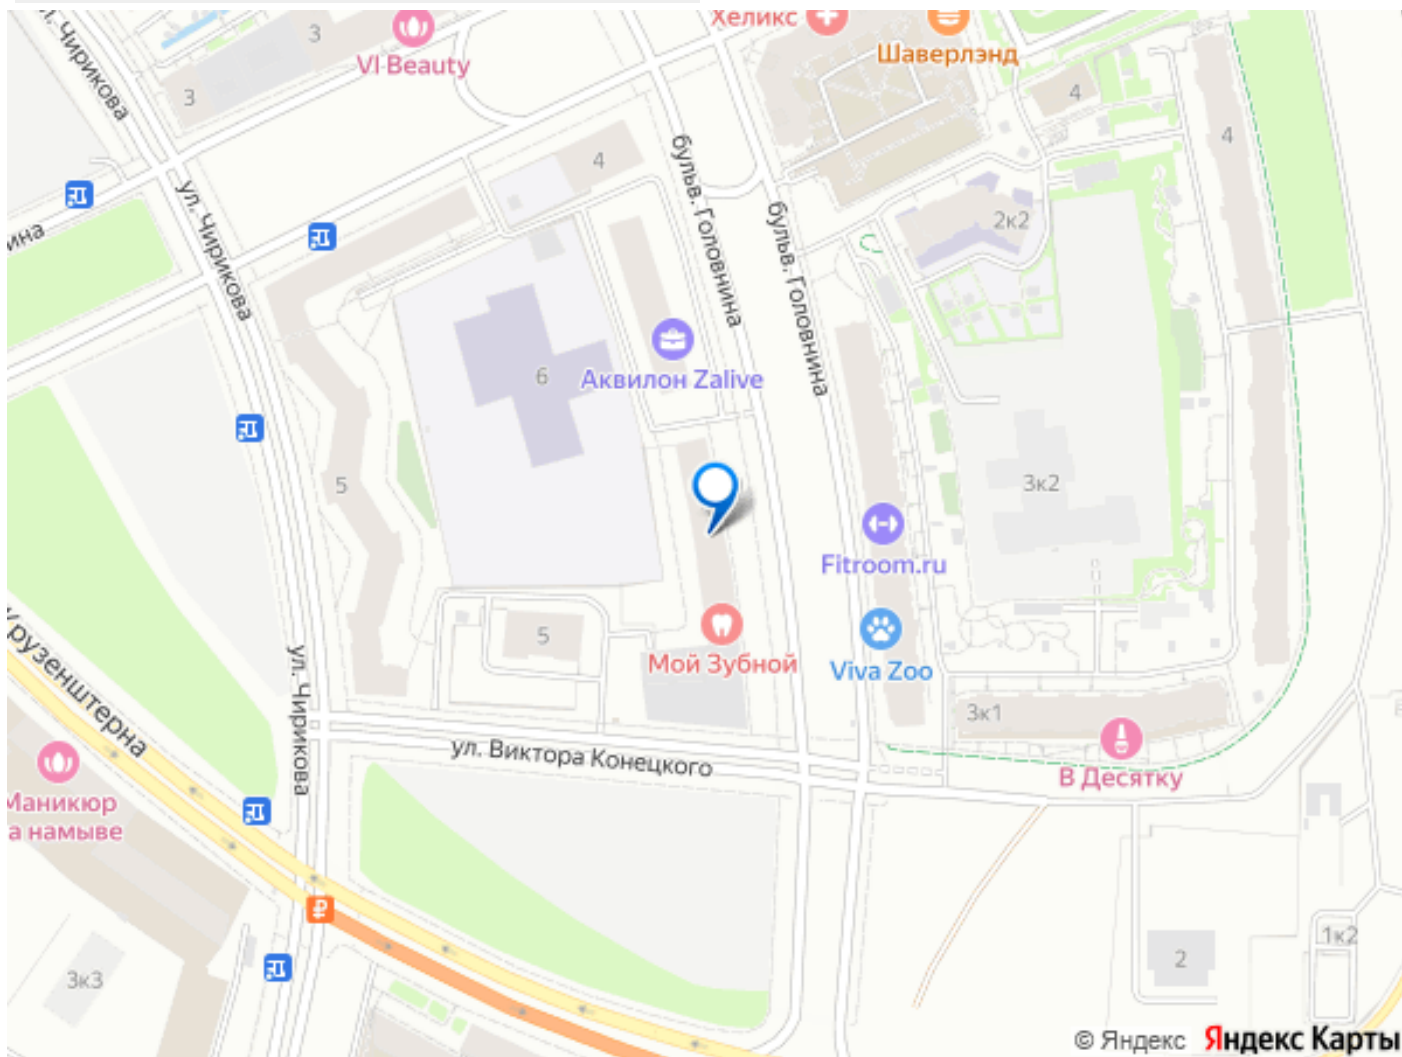 ул. Чирикова
3
VI Beauty
Хеликс
Шаверлэнд
3
4
4
4
ул. Чирикова
бульв. Головнина
бульв. Головнина
2к2
6
Аквилон Zalive
5
3к2
Fitroom.ru
5
Мой Зубной
Viva Zoo
ул. Чирикова
3к1
ул. Виктора Конецкого
В Десятку
Маникюр
а намыве
3к3
2
1к2
© Яндекс Яндекс Карты